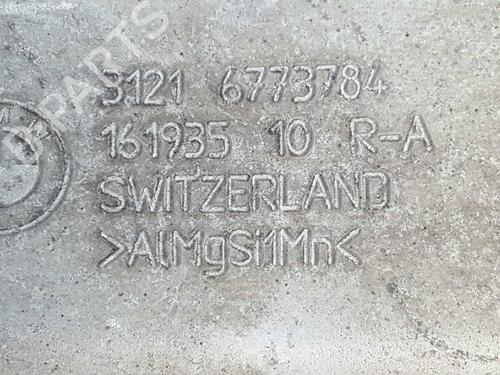 3121 6773784
161935 10 R-A
SWITZERLAND
>AlMgSi1Mn<